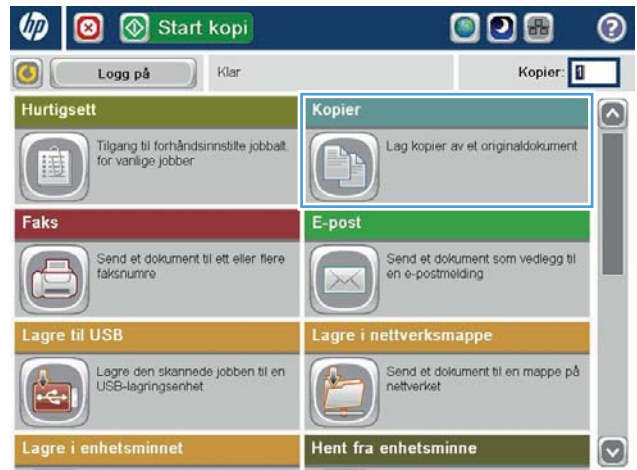 hp Start kopi ?
Logg på Klar Kopier: 1
Hurtigsett
Tilgang til forhåndsinnstilte jobbalt.
for vanlige jobber
Kopier
Lag kopier av et originaldokument
Faks
Send et dokument til ett eller flere
faksnumre
E-post
Send et dokument som vedlegg til
en e-postmelding
Lagre til USB
Lagre den skannede jobben til en
USB-lagringsenhet
Lagre i nettverksmappe
Send et dokument til en mappe på
nettverket
Lagre i enhetsminnet
Hent fra enhetsminne